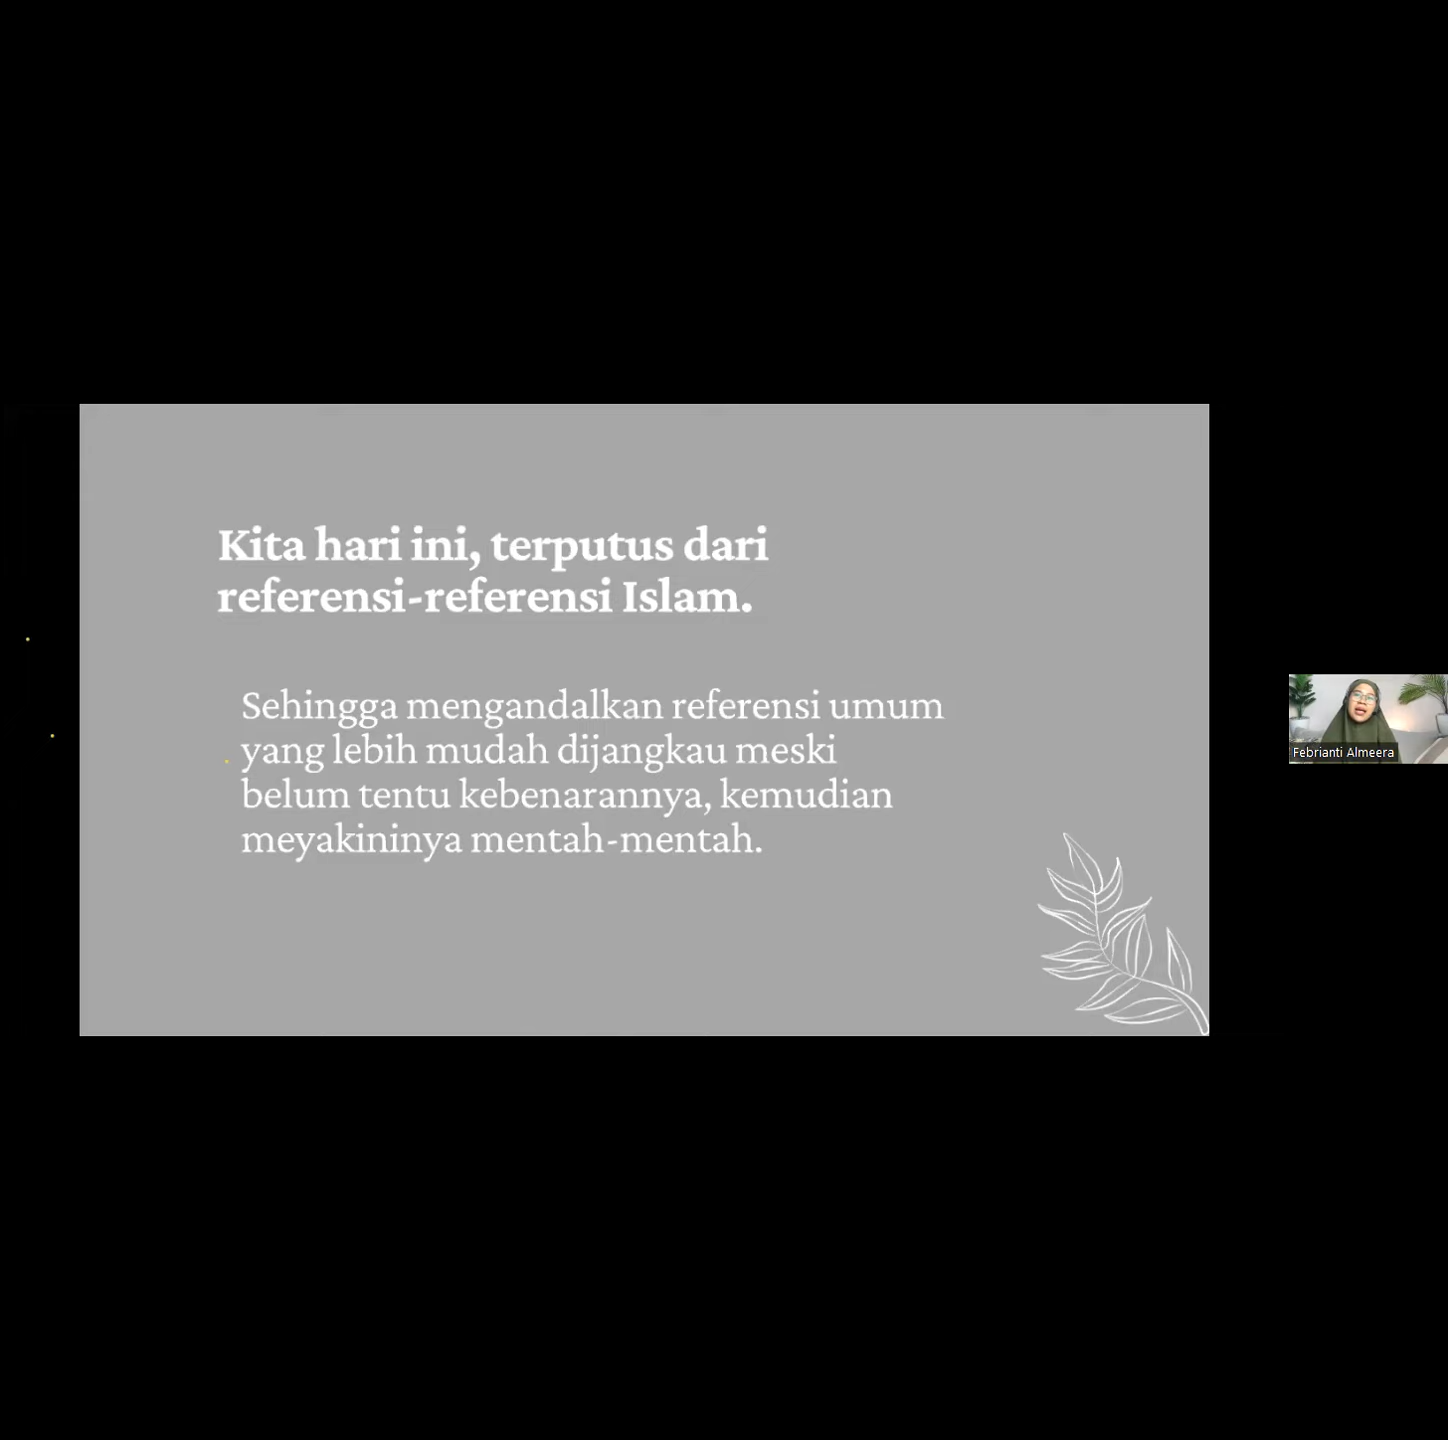 Kita hari ini, terputus dari
referensi-referensi Islam.
Sehingga mengandalkan referensi umum
yang lebih mudah dijangkau meski
belum tentu kebenarannya, kemudian
meyakininya mentah-mentah.
Febrianti Almeera